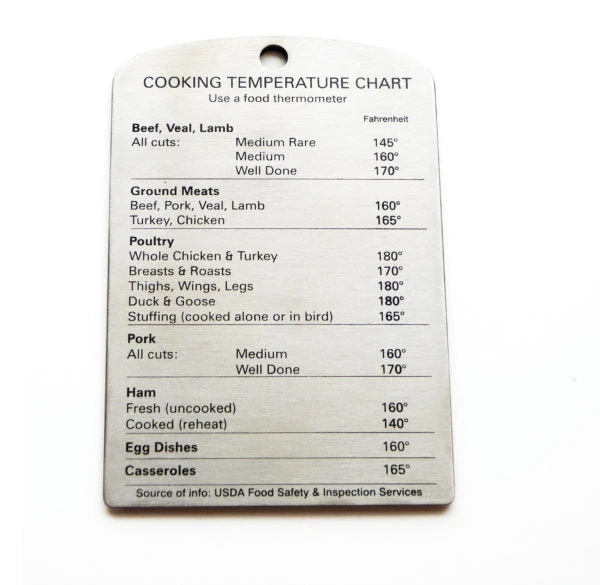 COOKING TEMPERATURE CHART
Use a food thermometer
Fahrenheit
Beef, Veal, Lamb
All cuts: Medium Rare 145°
Medium 160°
Well Done 170°
Ground Meats
Beef, Pork, Veal, Lamb 160°
Turkey, Chicken 165°
Poultry
Whole Chicken & Turkey 180°
Breasts & Roasts 170°
Thighs, Wings, Legs 180°
Duck & Goose 180°
Stuffing (cooked alone or in bird) 165°
Pork
All cuts: Medium 160°
Well Done 170°
Ham
Fresh (uncooked) 160°
Cooked (reheat) 140°
Egg Dishes 160°
Casseroles 165°
Source of info: USDA Food Safety & Inspection Services